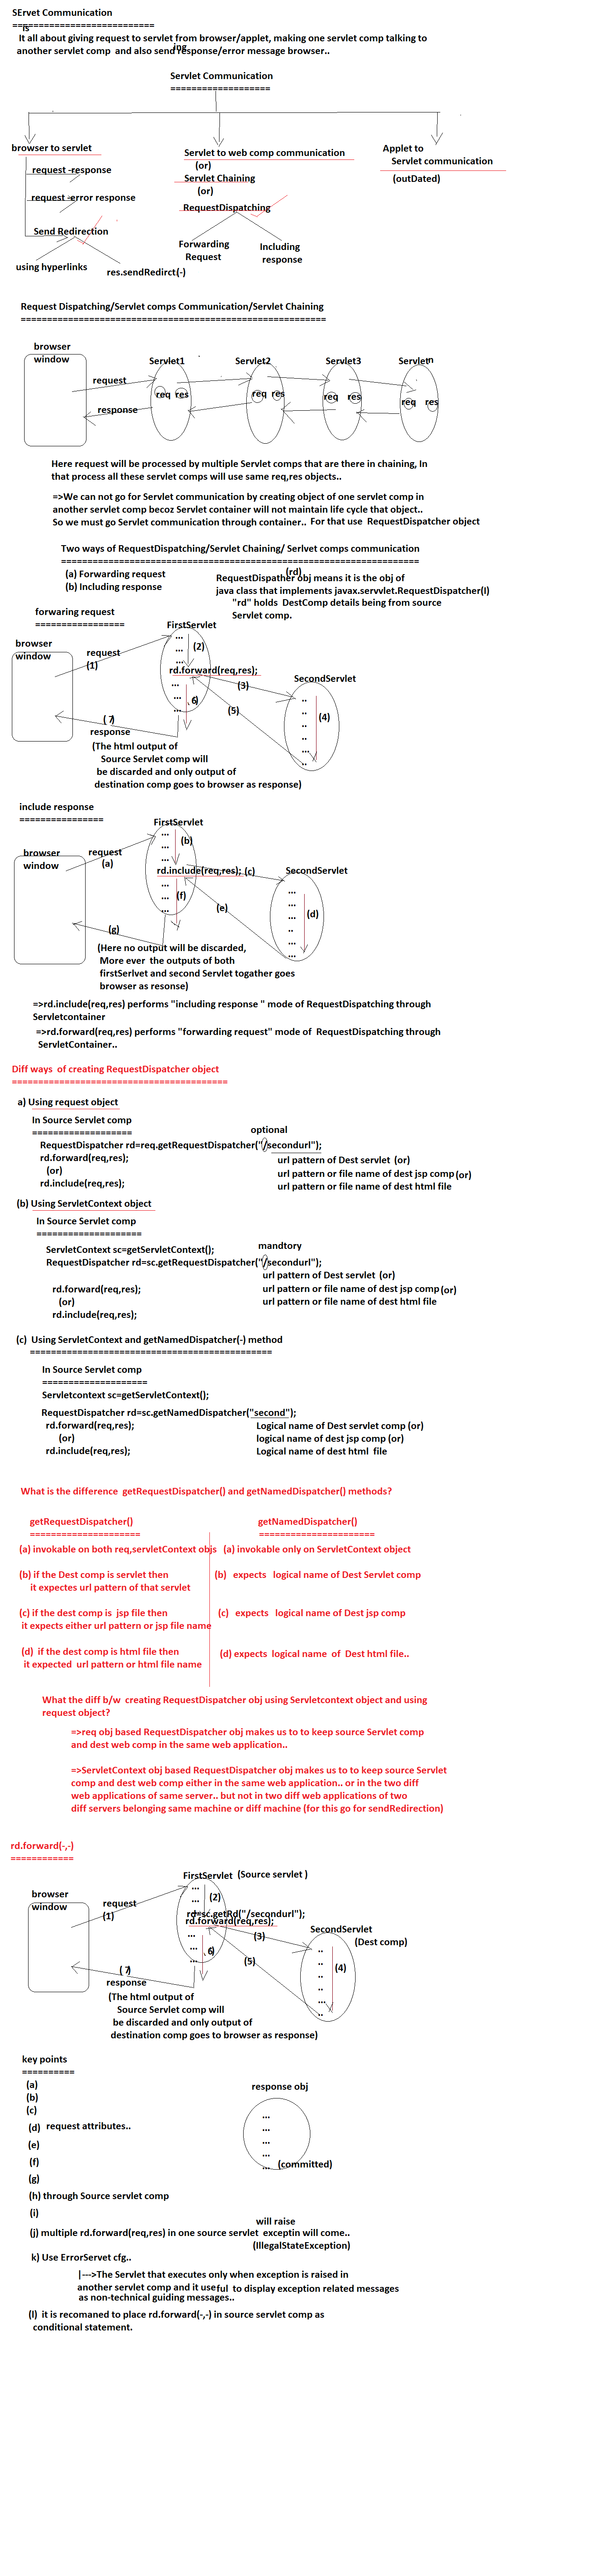 SErvet Communication
===========================
is
It all about giving request to servlet from browser/applet, making one servlet comp talking to
ing
another servlet comp and also send response/error message browser..
Servlet Communication
===================
browser to servlet
Servlet to web comp communication
Applet to
(or)
Servlet communication
request -response
Servlet Chaining
(outDated)
(or)
request -error response
RequestDispatching
Send Redirection
Forwarding
Request
Including
response
using hyperlinks
res.sendRedirct(-)
Request Dispatching/Servlet comps Communication/Servlet Chaining
==========================================================
browser
window
Servlet1
Servlet2
Servlet3
Servletn
request
req res
req res
req res
req res
response
Here request will be processed by multiple Servlet comps that are there in chaining, In
that process all these servlet comps will use same req,res objects..
=>We can not go for Servlet communication by creating object of one servlet comp in
another servlet comp becoz Servlet container will not maintain life cycle that object..
So we must go Servlet communication through container.. For that use RequestDispatcher object
Two ways of RequestDispatching/Servlet Chaining/ Serlvet comps communication
====================================================================
(a) Forwarding request
(rd)
(b) Including response
RequestDispather obj means it is the obj of
java class that implements javax.servvlet.RequestDispatcher(I)
"rd" holds DestComp details being from source
Servlet comp.
forwaring request
=================
FirstServlet
browser
window
request
(1)
...
...
...
(2)
rd.forward(req,res);
SecondServlet
(3)
...
...
...
6)
(5)
..
..
..
..
...
..
(4)
( 7)
response
(The html output of
Source Servlet comp will
be discarded and only output of
destination comp goes to browser as response)
include response
================
FirstServlet
browser
window
request
(a)
...
...
...
(b)
rd.include(req,res); (c)
SecondServlet
...
...
...
(f)
(e)
...
...
...
..
...
...
(d)
(g)
(Here no output will be discarded,
More ever the outputs of both
firstSerlvet and second Servlet togather goes
browser as resonse)
=>rd.include(req,res) performs "including response " mode of RequestDispatching through
Servletcontainer
=>rd.forward(req,res) performs "forwarding request" mode of RequestDispatching through
ServletContainer..
Diff ways of creating RequestDispatcher object
=========================================
a) Using request object
In Source Servlet comp
===================
optional
RequestDispatcher rd=req.getRequestDispatcher("/secondurl");
rd.forward(req,res);
url pattern of Dest servlet (or)
(or)
url pattern or file name of dest jsp comp (or)
rd.include(req,res);
url pattern or file name of dest html file
(b) Using ServletContext object
In Source Servlet comp
====================
ServletContext sc=getServletContext();
mandtory
RequestDispatcher rd=sc.getRequestDispatcher("/secondurl");
url pattern of Dest servlet (or)
rd.forward(req,res);
url pattern or file name of dest jsp comp (or)
(or)
url pattern or file name of dest html file
rd.include(req,res);
(c) Using ServletContext and getNamedDispatcher(-) method
==============================================
In Source Servlet comp
====================
Servletcontext sc=getServletContext();
RequestDispatcher rd=sc.getNamedDispatcher("second");
rd.forward(req,res);
Logical name of Dest servlet comp (or)
(or)
logical name of dest jsp comp (or)
rd.include(req,res);
Logical name of dest html file
What is the difference getRequestDispatcher() and getNamedDispatcher() methods?
getRequestDispatcher()
getNamedDispatcher()
=====================
======================
(a) invokable on both req,servletContext objs
(a) invokable only on ServletContext object
(b) if the Dest comp is servlet then
it expectes url pattern of that servlet
(b) expects logical name of Dest Servlet comp
(c) if the dest comp is jsp file then
it expects either url pattern or jsp file name
(c) expects logical name of Dest jsp comp
(d) if the dest comp is html file then
it expected url pattern or html file name
(d) expects logical name of Dest html file..
What the diff b/w creating RequestDispatcher obj using Servletcontext object and using
request object?
=>req obj based RequestDispatcher obj makes us to to keep source Servlet comp
and dest web comp in the same web application..
=>ServletContext obj based RequestDispatcher obj makes us to to keep source Servlet
comp and dest web comp either in the same web application.. or in the two diff
web applications of same server.. but not in two diff web applications of two
diff servers belonging same machine or diff machine (for this go for sendRedirection)
rd.forward(-,-)
============
FirstServlet (Source servlet )
browser
window
request
(1)
...
...
(2)
rd=sc.getRd("/secondurl");
rd.forward(req,res);
SecondServlet
(Dest comp)
(3)
...
...
...
6)
(5)
..
..
..
..
...
..
(4)
( 7)
response
(The html output of
Source Servlet comp will
be discarded and only output of
destination comp goes to browser as response)
key points
==========
(a)
response obj
(b)
(c)
(d) request attributes..
(e)
(f)
...
...
...
...
... (committed)
(g)
(h) through Source servlet comp
(i)
will raise
(j) multiple rd.forward(req,res) in one source servlet exceptin will come..
(IllegalStateException)
k) Use ErrorServet cfg..
|--->The Servlet that executes only when exception is raised in
another servlet comp and it useful to display exception related messages
as non-technical guiding messages..
(l) it is recomaned to place rd.forward(-,-) in source servlet comp as
conditional statement.